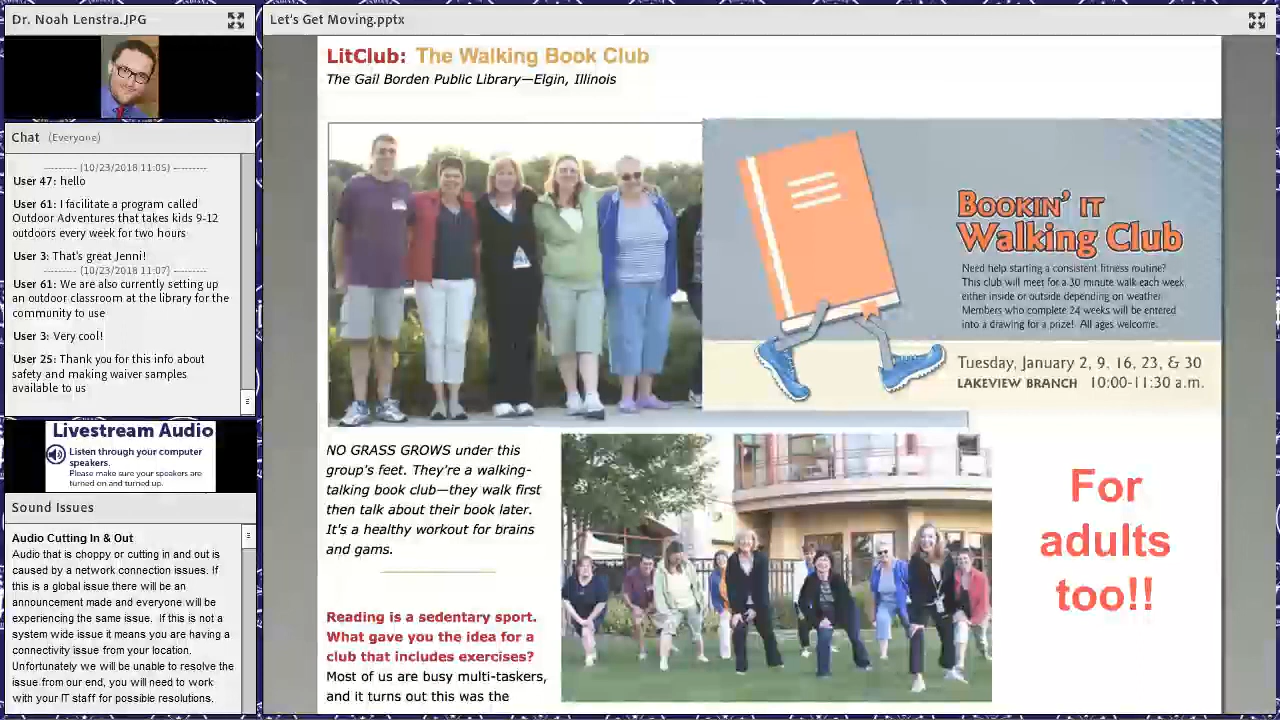 Dr. Noah Lenstra.JPG
Chat (Everyone)
-------- (10/23/2018 11:05) ---------
User 47: hello
User 61: I facilitate a program called
Outdoor Adventures that takes kids 9-12
outdoors every week for two hours
User 3: That's great Jenni!
-------- (10/23/2018 11:07) ---------
User 61: We are also currently setting up
an outdoor classroom at the library for the
community to use
User 3: Very cool!
User 25: Thank you for this info about
safety and making waiver samples
available to us
Livestream Audio
Listen through your computer
speakers.
Please make sure your speakers are
turned on and turned up.
Sound Issues
Audio Cutting In & Out
Audio that is choppy or cutting in and out is
caused by a network connection issues. If
this is a global issue there will be an
announcement made and everyone will be
experiencing the same issue. If this is not a
system wide issue it means you are having a
connectivity issue from your location.
Unfortunately we will be unable to resolve the
issue from our end, you will need to work
with your IT staff for possible resolutions.
Let's Get Moving.pptx
LitClub: The Walking Book Club
The Gail Borden Public Library—Elgin, Illinois
BOOKIN' IT
Walking Club
Need help starting a consistent fitness routine?
This club will meet for a 30 minute walk each week
either inside or outside depending on weather.
Members who complete 24 weeks will be entered
into a drawing for a prize! All ages welcome.
Tuesday, January 2, 9, 16, 23, & 30
LAKEVIEW BRANCH 10:00-11:30 a.m.
NO GRASS GROWS under this
group's feet. They're a walking-
talking book club—they walk first
then talk about their book later.
It's a healthy workout for brains
and gams.
Reading is a sedentary sport.
What gave you the idea for a
club that includes exercises?
Most of us are busy multi-taskers,
and it turns out this was the
For
adults
too!!